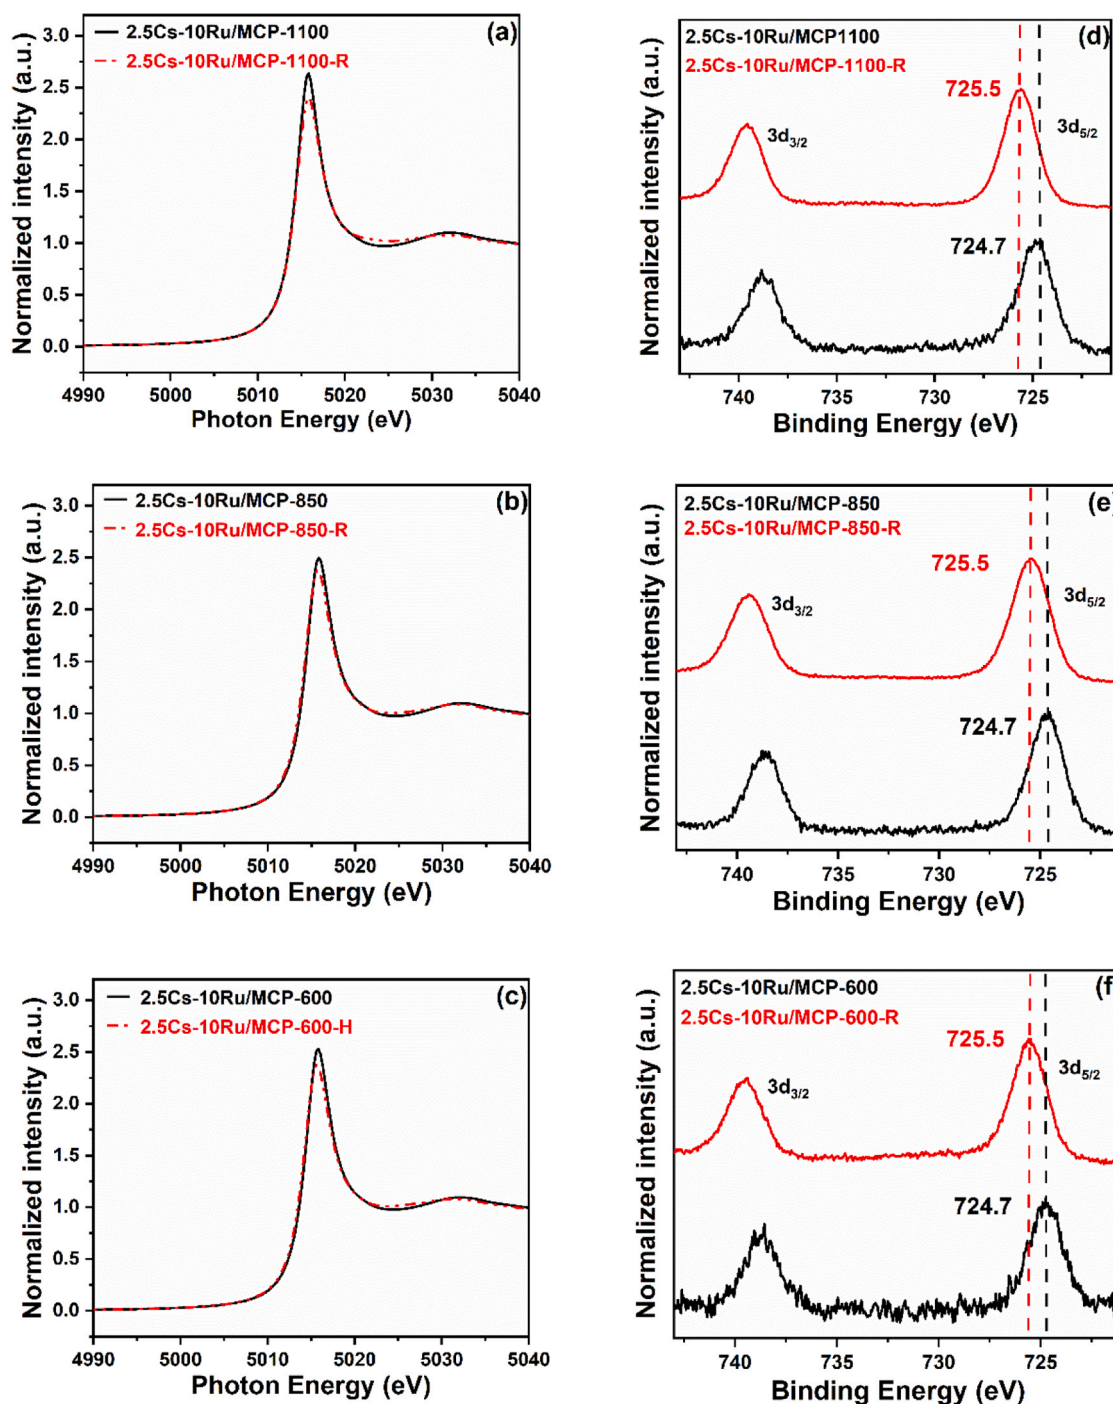 2.5Cs-10Ru/MCP-1100
2.5Cs-10Ru/MCP-1100-R
(a)
Normalized intensity (a.u.)
3.0
2.5
2.0
1.5
1.0
0.5
0.0
4990 5000 5010 5020 5030 5040
Photon Energy (eV)
2.5Cs-10Ru/MCP1100
2.5Cs-10Ru/MCP-1100-R
(d)
725.5
3d3/2
3d5/2
724.7
Normalized intensity (a.u.)
740 735 730 725
Binding Energy (eV)
2.5Cs-10Ru/MCP-850
2.5Cs-10Ru/MCP-850-R
(b)
Normalized intensity (a.u.)
3.0
2.5
2.0
1.5
1.0
0.5
0.0
4990 5000 5010 5020 5030 5040
Photon Energy (eV)
2.5Cs-10Ru/MCP-850
2.5Cs-10Ru/MCP-850-R
(e)
725.5
3d3/2
3d5/2
724.7
Normalized intensity (a.u.)
740 735 730 725
Binding Energy (eV)
2.5Cs-10Ru/MCP-600
2.5Cs-10Ru/MCP-600-H
(c)
Normalized intensity (a.u.)
3.0
2.5
2.0
1.5
1.0
0.5
0.0
4990 5000 5010 5020 5030 5040
Photon Energy (eV)
2.5Cs-10Ru/MCP-600
2.5Cs-10Ru/MCP-600-R
(f)
725.5
3d3/2
3d5/2
724.7
Normalized intensity (a.u.)
740 735 730 725
Binding Energy (eV)